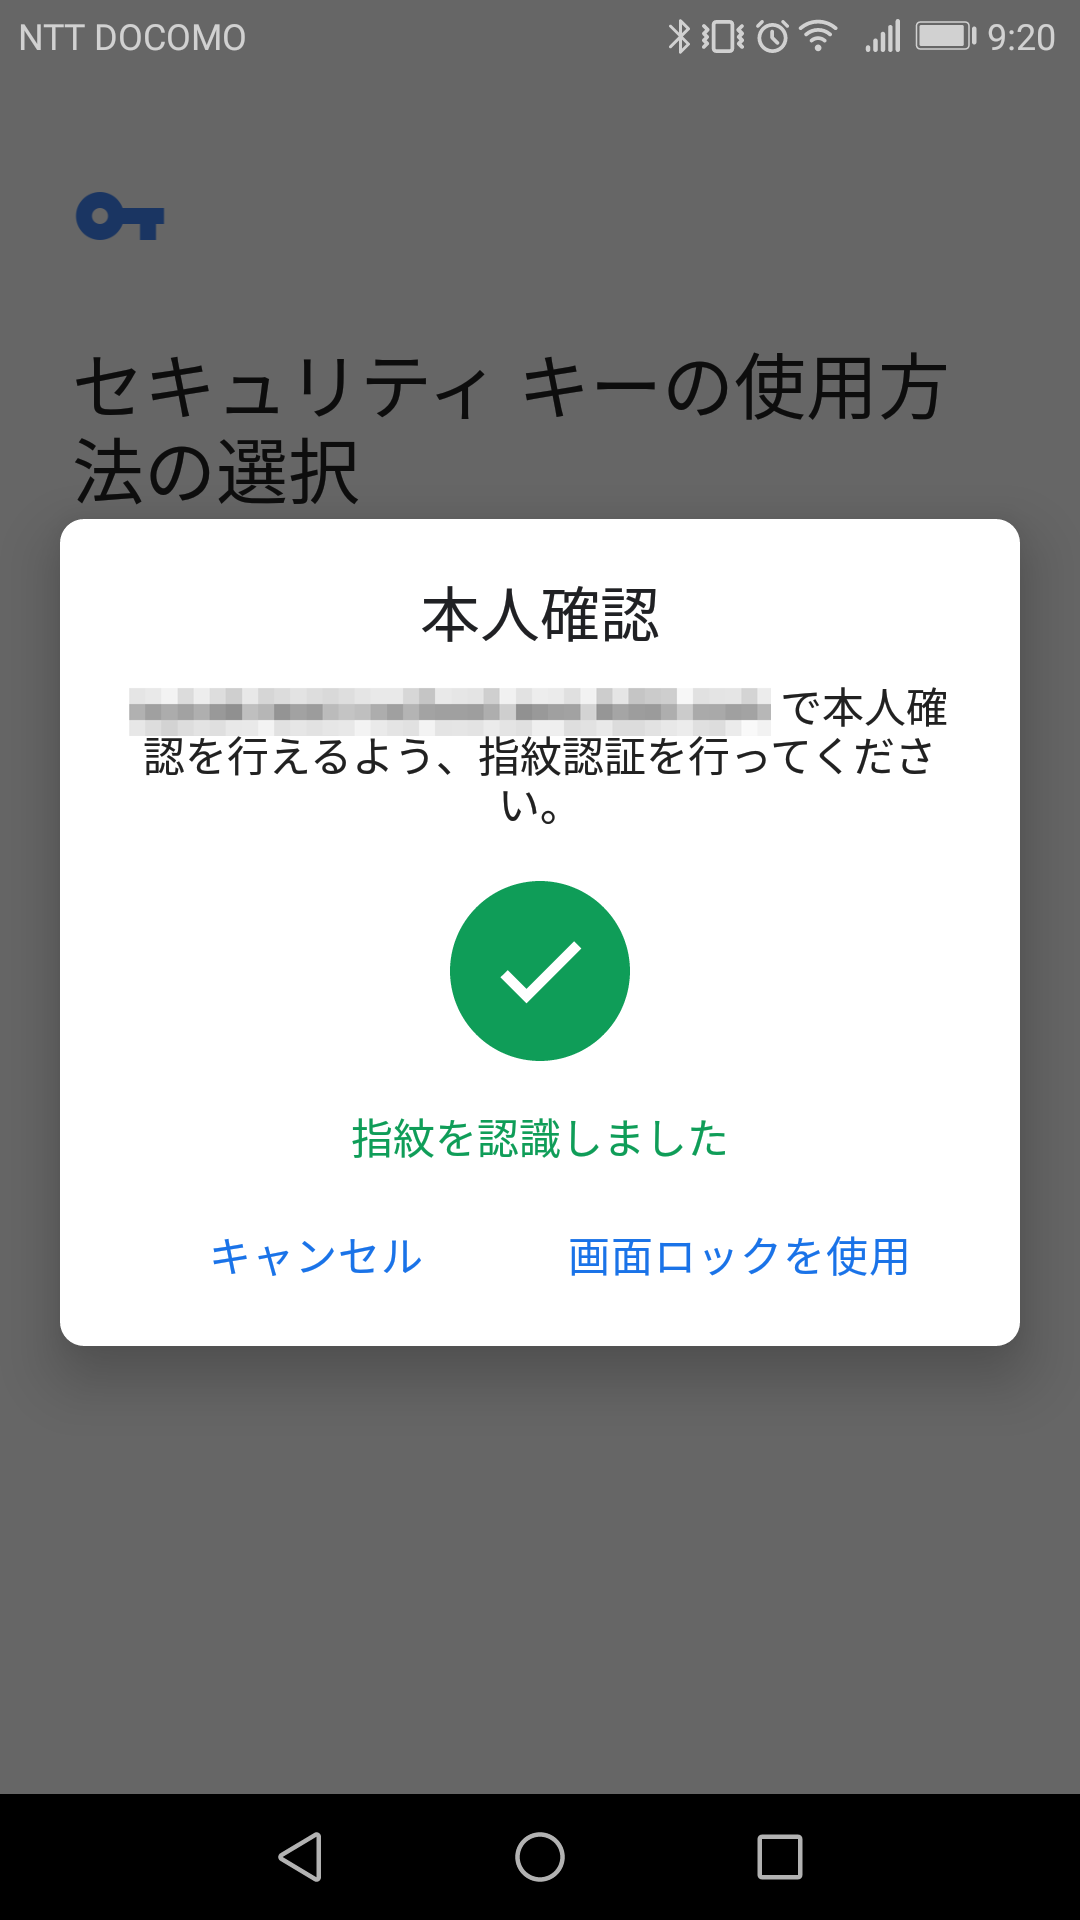 NTT DOCOMO 9:20
セキュリティ キーの使用方
法の選択
本人確認
で本人確
認を行えるよう、指紋認証を行ってくださ
い。
指紋を認識しました
キャンセル 画面ロックを使用